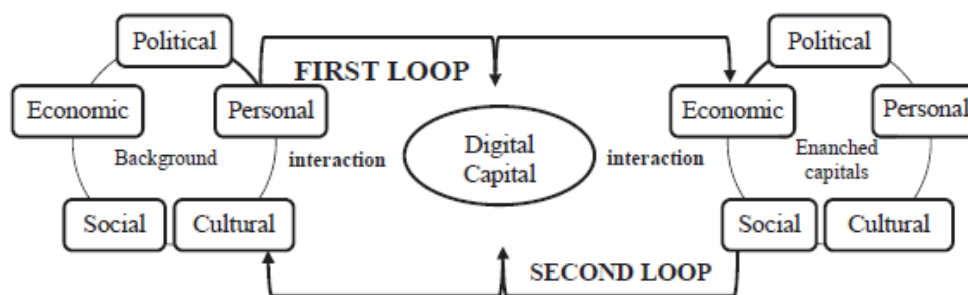 Political
Economic
Personal
Background
Social
Cultural
FIRST LOOP
interaction
Digital
Capital
interaction
SECOND LOOP
Political
Economic
Personal
Enanched
capitals
Social
Cultural